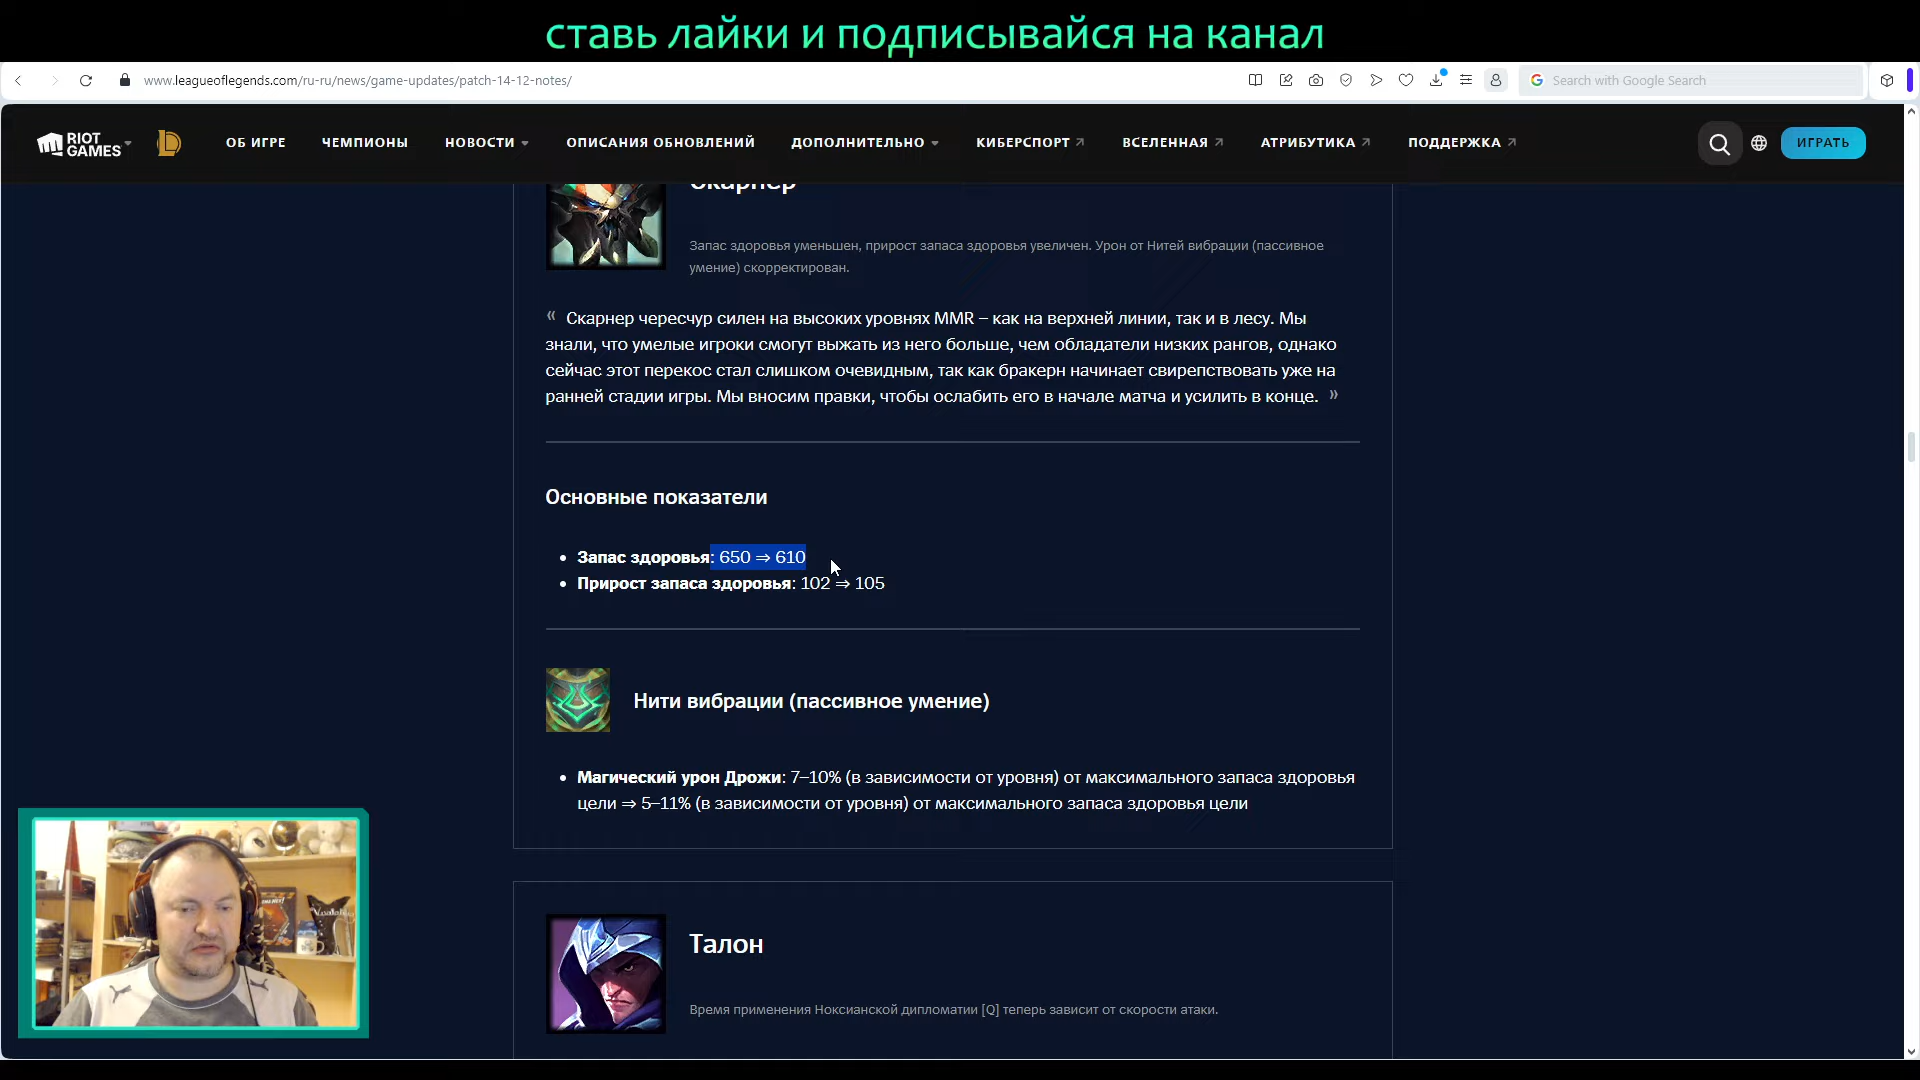 ставь лайки и подписывайся на канал
www.leagueoflegends.com/ru-ru/news/game-updates/patch-14-12-notes/
Search with Google Search
RIOT GAMES
ОБ ИГРЕ
ЧЕМПИОНЫ
НОВОСТИ
ОПИСАНИЯ ОБНОВЛЕНИЙ
ДОПОЛНИТЕЛЬНО
КИБЕРСПОРТ
ВСЕЛЕННАЯ
АТРИБУТИКА
ПОДДЕРЖКА
ИГРАТЬ
Скарнер
Запас здоровья уменьшен, прирост запаса здоровья увеличен. Урон от Нитей вибрации (пассивное
умение) скорректирован.
« Скарнер чересчур силен на высоких уровнях MMR – как на верхней линии, так и в лесу. Мы
знали, что умелые игроки смогут выжать из него больше, чем обладатели низких рангов, однако
сейчас этот перекос стал слишком очевидным, так как бракерн начинает свирепствовать уже на
ранней стадии игры. Мы вносим правки, чтобы ослабить его в начале матча и усилить в конце. »
Основные показатели
• Запас здоровья: 650 ⇒ 610
• Прирост запаса здоровья: 102 ⇒ 105
Нити вибрации (пассивное умение)
• Магический урон Дрожи: 7–10% (в зависимости от уровня) от максимального запаса здоровья
цели ⇒ 5–11% (в зависимости от уровня) от максимального запаса здоровья цели
Талон
Время применения Ноксианской дипломатии [Q] теперь зависит от скорости атаки.